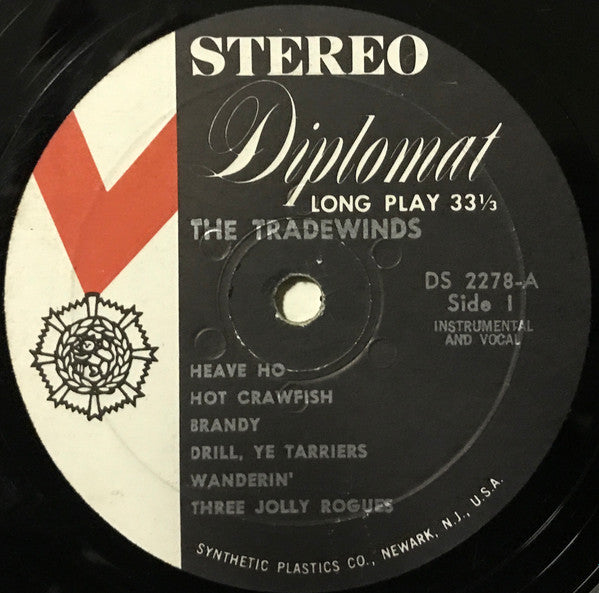 STEREO
Diplomat
LONG PLAY 33⅓
THE TRADEWINDS
DS 2278-A
Side 1
INSTRUMENTAL
AND VOCAL
HEAVE HO
HOT CRAWFISH
BRANDY
DRILL, YE TARRIERS
WANDERIN'
THREE JOLLY ROGUES
SYNTHETIC PLASTICS CO., NEWARK, N.J., U.S.A.